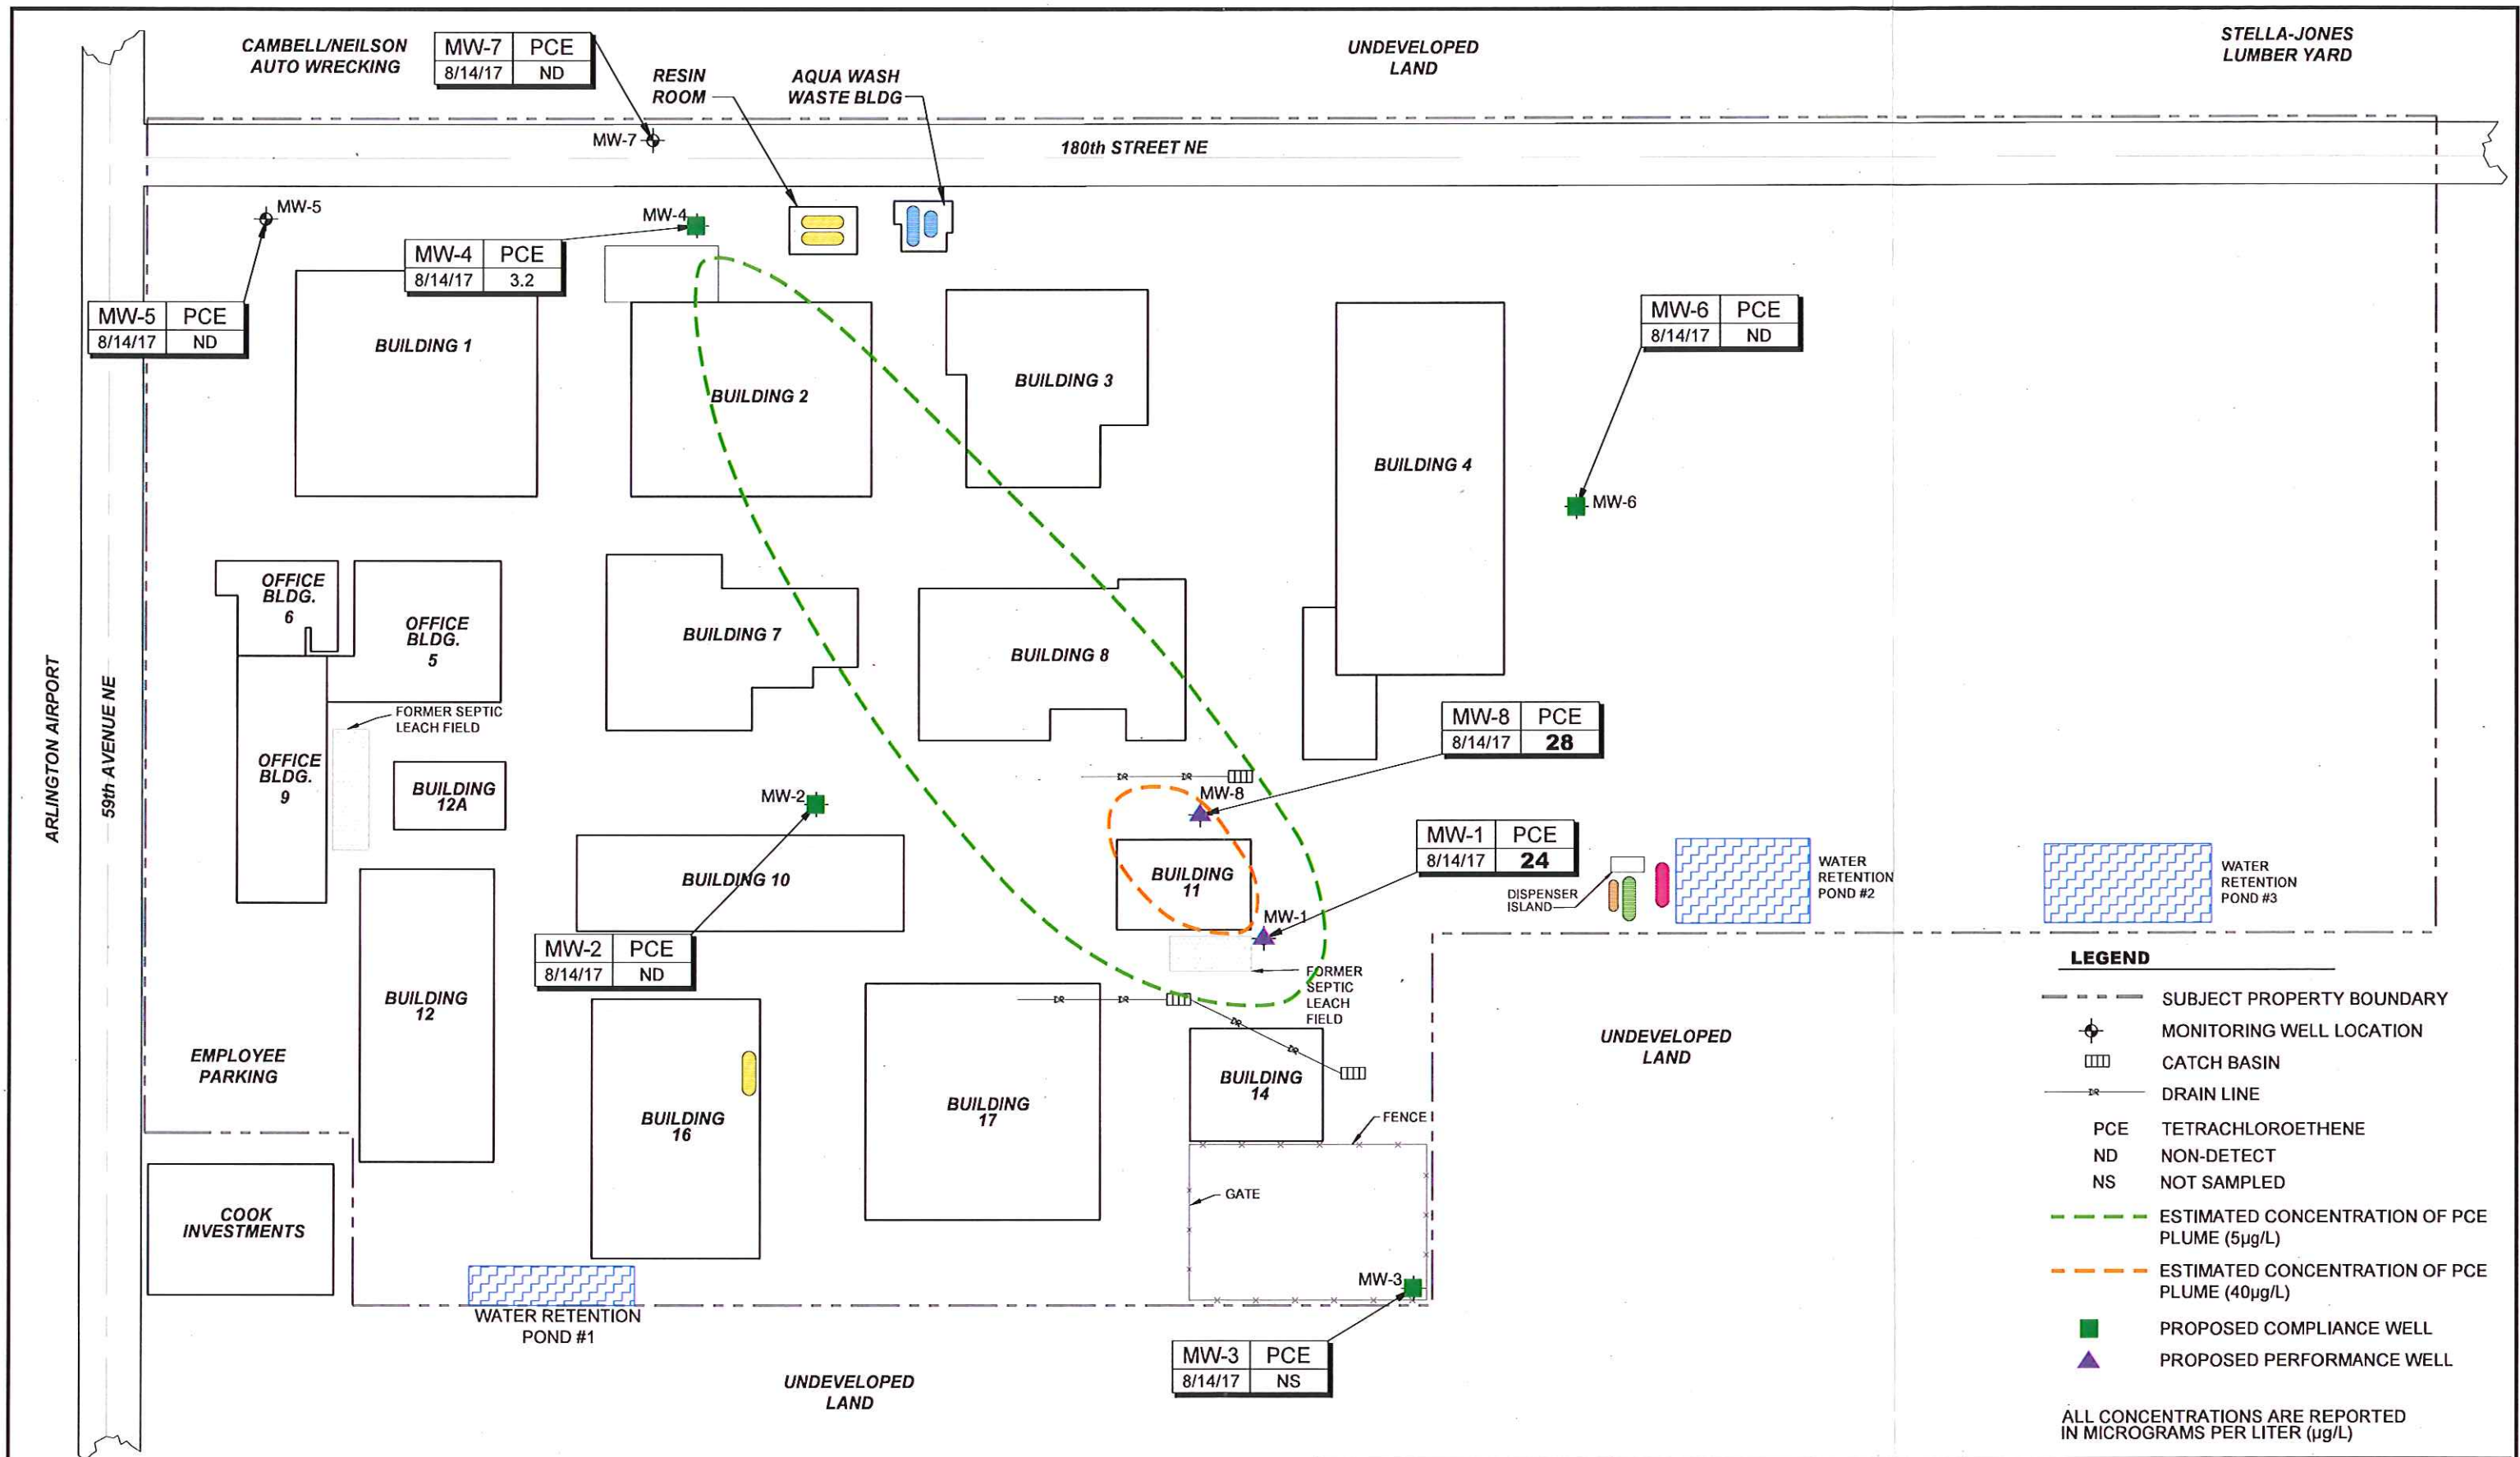 CAMBELL/NEILSON
AUTO WRECKING
MW-7 PCE
8/14/17 ND
RESIN
ROOM
AQUA WASH
WASTE BLDG
UNDEVELOPED
LAND
STELLA-JONES
LUMBER YARD
MW-7
180th STREET NE
MW-5
MW-4
MW-4 PCE
8/14/17 3.2
MW-5 PCE
8/14/17 ND
MW-6 PCE
8/14/17 ND
BUILDING 1
BUILDING 2
BUILDING 3
BUILDING 4
MW-6
ARLINGTON AIRPORT
59th AVENUE NE
OFFICE
BLDG.
6
OFFICE
BLDG.
5
BUILDING 7
BUILDING 8
FORMER SEPTIC
LEACH FIELD
OFFICE
BLDG.
9
BUILDING
12A
MW-2
DR DR
MW-8
MW-8 PCE
8/14/17 28
MW-1 PCE
8/14/17 24
BUILDING 10
BUILDING
11
MW-1
DISPENSER
ISLAND
WATER
RETENTION
POND #2
WATER
RETENTION
POND #3
MW-2 PCE
8/14/17 ND
FORMER
SEPTIC
LEACH
FIELD
BUILDING
12
DR DR
DR
DR
EMPLOYEE
PARKING
BUILDING
16
BUILDING
17
BUILDING
14
UNDEVELOPED
LAND
FENCE
GATE
COOK
INVESTMENTS
MW-3
WATER RETENTION
POND #1
MW-3 PCE
8/14/17 NS
UNDEVELOPED
LAND
LEGEND
SUBJECT PROPERTY BOUNDARY
MONITORING WELL LOCATION
CATCH BASIN
DR DRAIN LINE
PCE TETRACHLOROETHENE
ND NON-DETECT
NS NOT SAMPLED
ESTIMATED CONCENTRATION OF PCE
PLUME (5µg/L)
ESTIMATED CONCENTRATION OF PCE
PLUME (40µg/L)
PROPOSED COMPLIANCE WELL
PROPOSED PERFORMANCE WELL
ALL CONCENTRATIONS ARE REPORTED
IN MICROGRAMS PER LITER (µg/L)